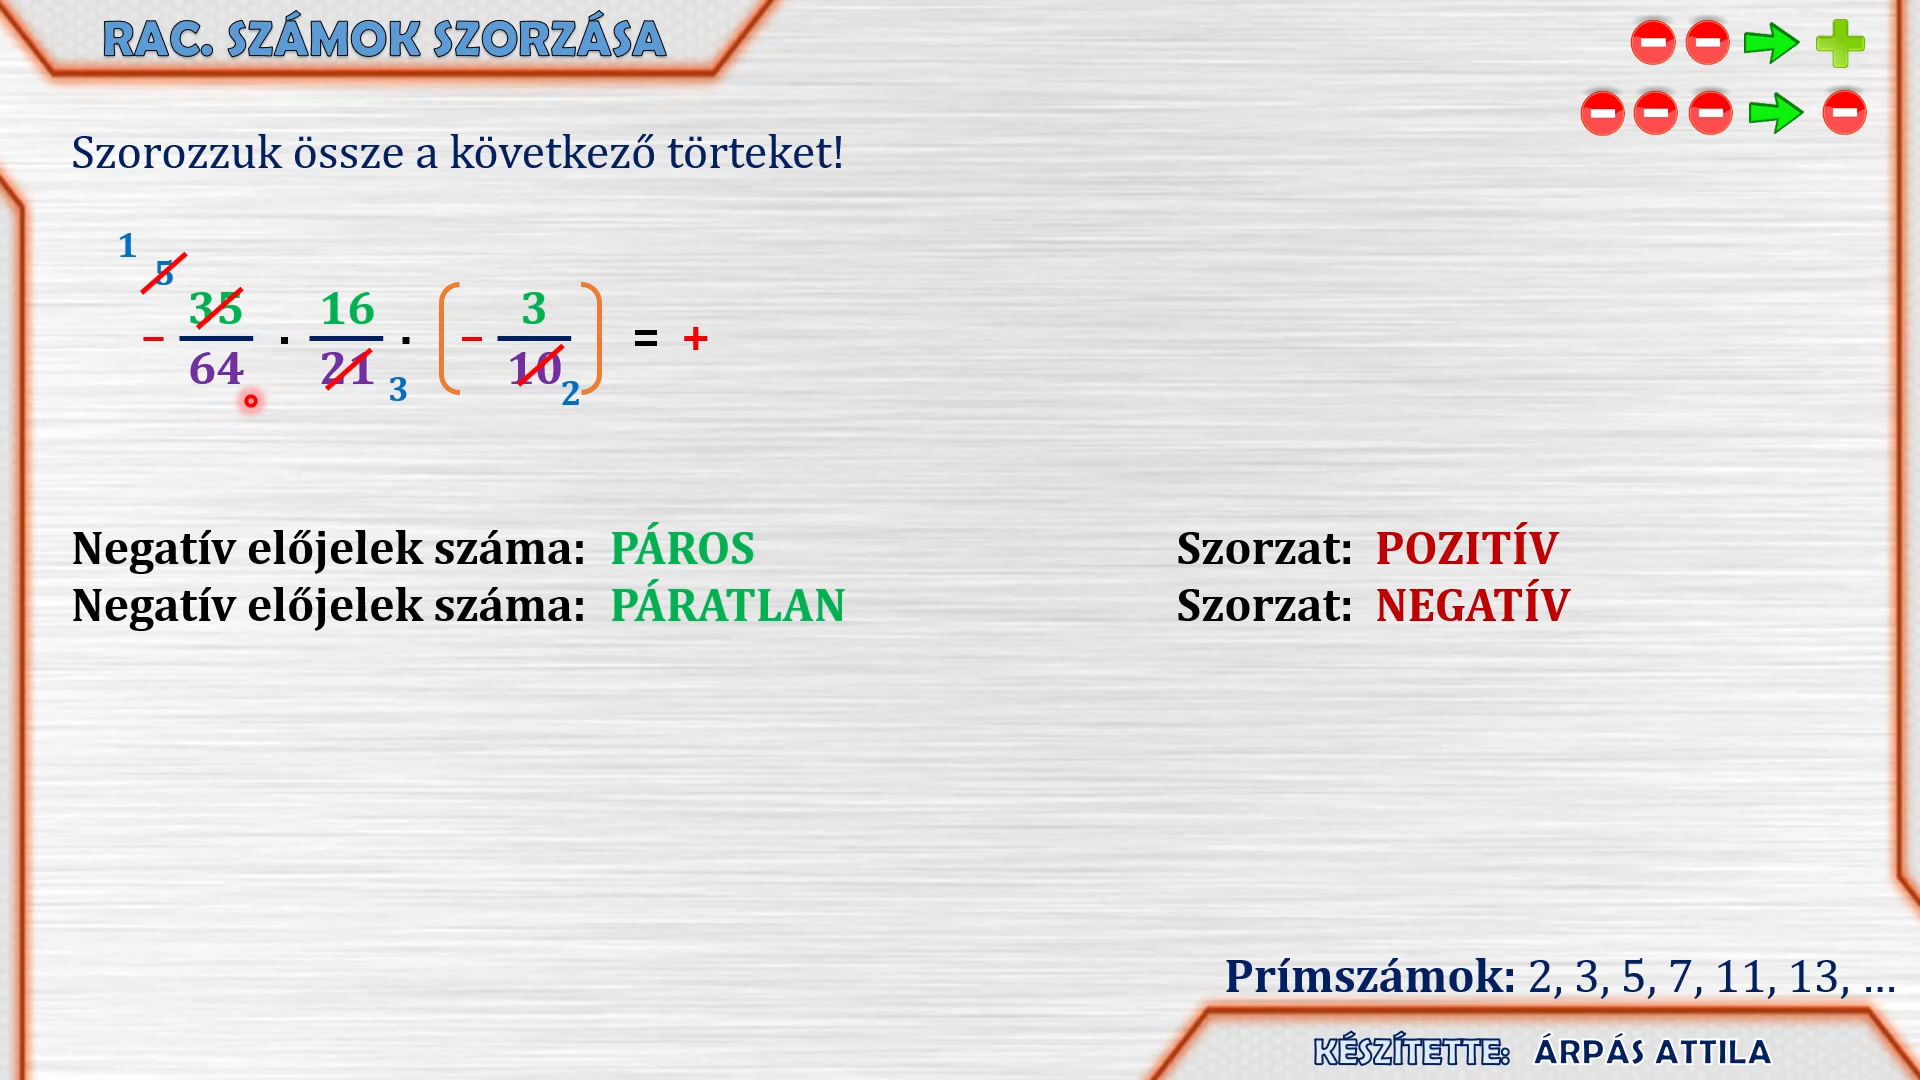 RAC. SZÁMOK SZORZÁSA
Szorozzuk össze a következő törteket!
1
5
35 16 3
− — · — · ( − — ) = +
64 21 3 10 2
Negatív előjelek száma: PÁROS Szorzat: POZITÍV
Negatív előjelek száma: PÁRATLAN Szorzat: NEGATÍV
Prímszámok: 2, 3, 5, 7, 11, 13, ...
KÉSZÍTETTE: ÁRPÁS ATTILA